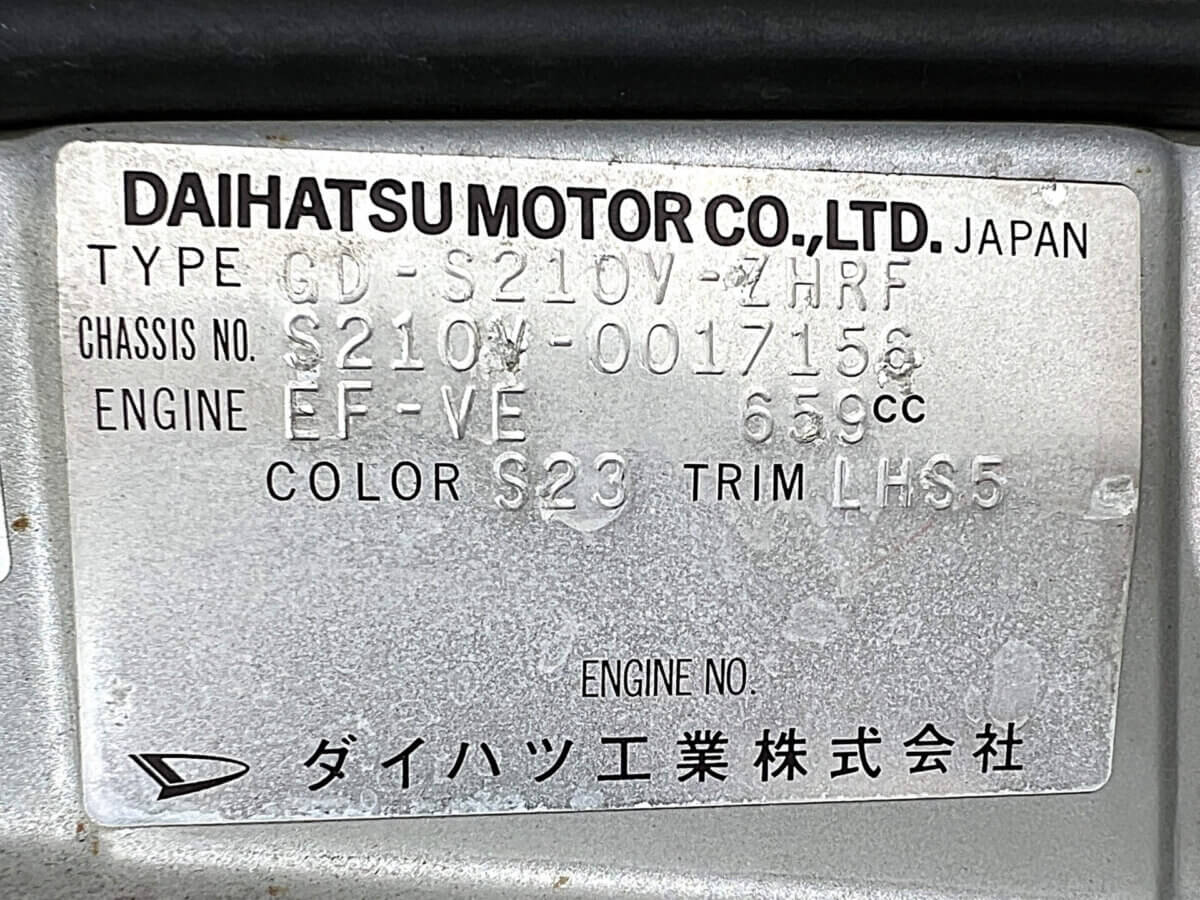 DAIHATSU MOTOR CO.,LTD. JAPAN
TYPE GD-S210V-ZHRF
CHASSIS NO. S210V-0017156
ENGINE EF-VE 659CC
COLOR S23 TRIM LHS5
ENGINE NO.
ダイハツ工業株式会社